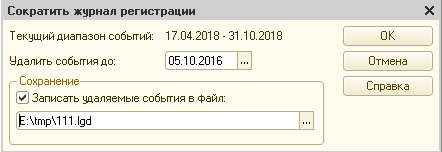 Сократить журнал регистрации
Текущий диапазон событий: 17.04.2018 - 31.10.2018
OK
Удалить события до: 05.10.2016 ...
Отмена
Сохранение
Справка
Записать удаляемые события в файл:
E:\tmp\111.lgd ...